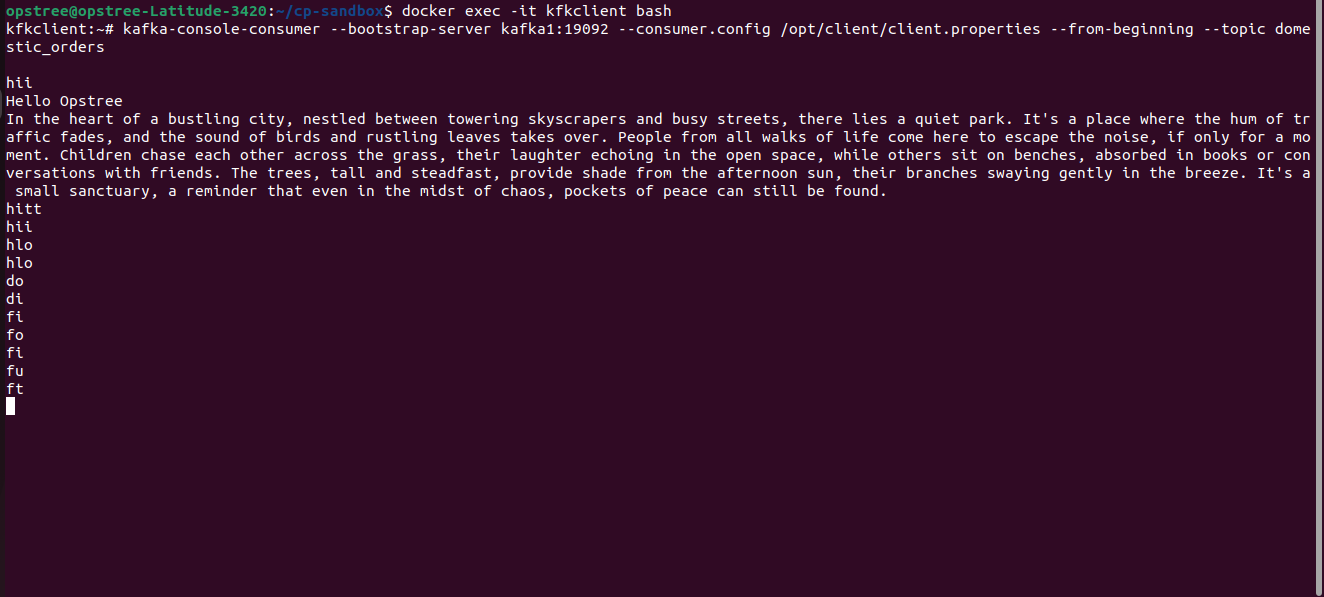 opstree@opstree-Latitude-3420:~/cp-sandbox$ docker exec -it kfkclient bash
kfkclient:~# kafka-console-consumer --bootstrap-server kafka1:19092 --consumer.config /opt/client/client.properties --from-beginning --topic dome
stic_orders

hii
Hello Opstree
In the heart of a bustling city, nestled between towering skyscrapers and busy streets, there lies a quiet park. It's a place where the hum of tr
affic fades, and the sound of birds and rustling leaves takes over. People from all walks of life come here to escape the noise, if only for a mo
ment. Children chase each other across the grass, their laughter echoing in the open space, while others sit on benches, absorbed in books or con
versations with friends. The trees, tall and steadfast, provide shade from the afternoon sun, their branches swaying gently in the breeze. It's a
 small sanctuary, a reminder that even in the midst of chaos, pockets of peace can still be found.
hitt
hii
hlo
hlo
do
di
fi
fo
fi
fu
ft